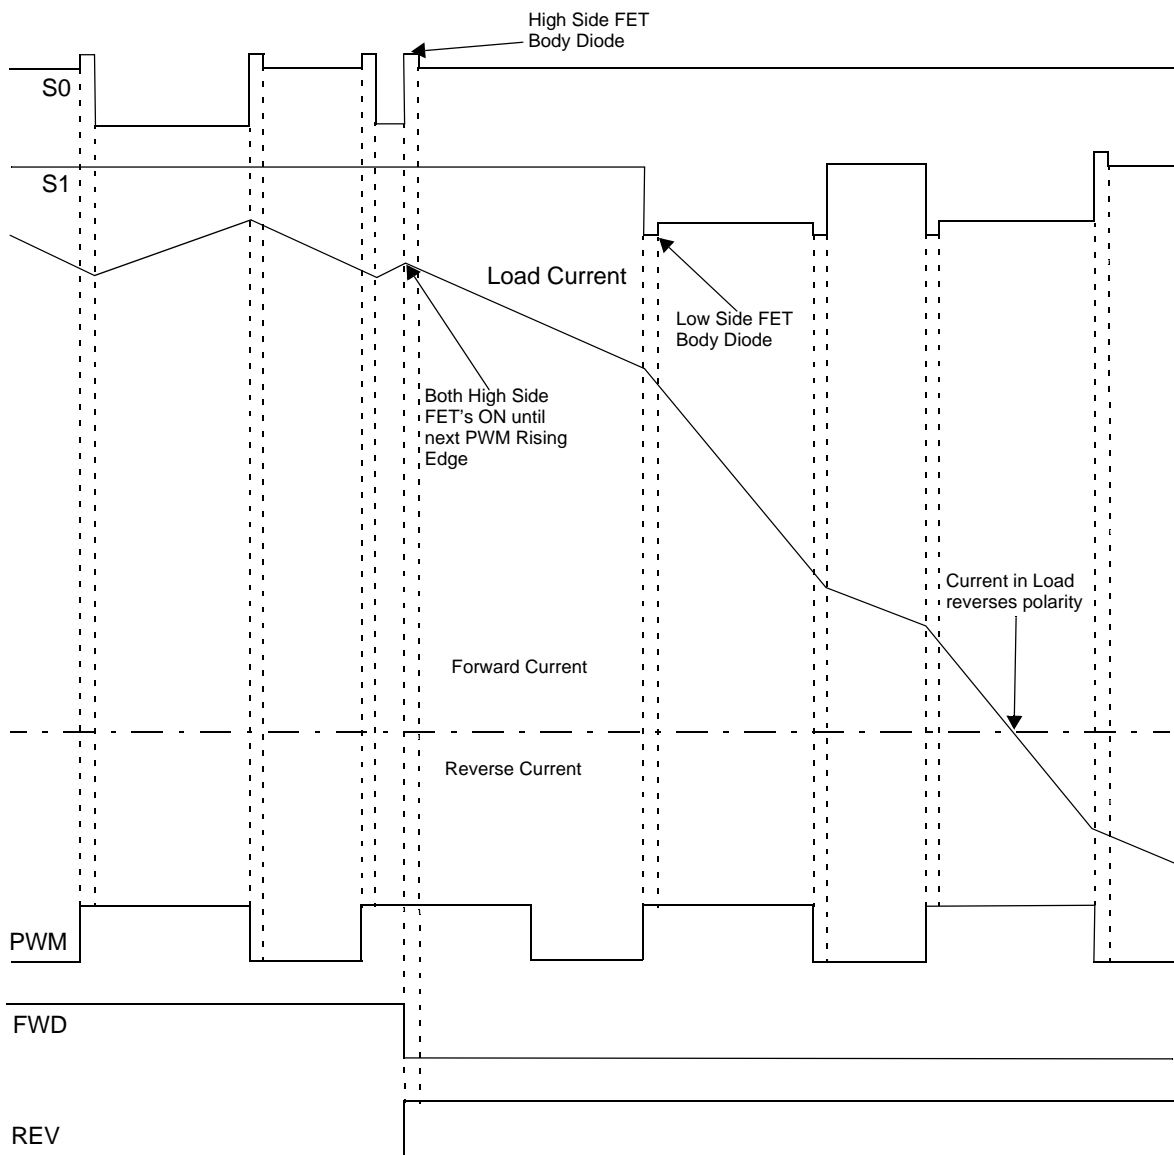 High Side FET
Body Diode
S0
S1
Load Current
Low Side FET
Body Diode
Both High Side
FET's ON until
next PWM Rising
Edge
Current in Load
reverses polarity
Forward Current
Reverse Current
PWM
FWD
REV